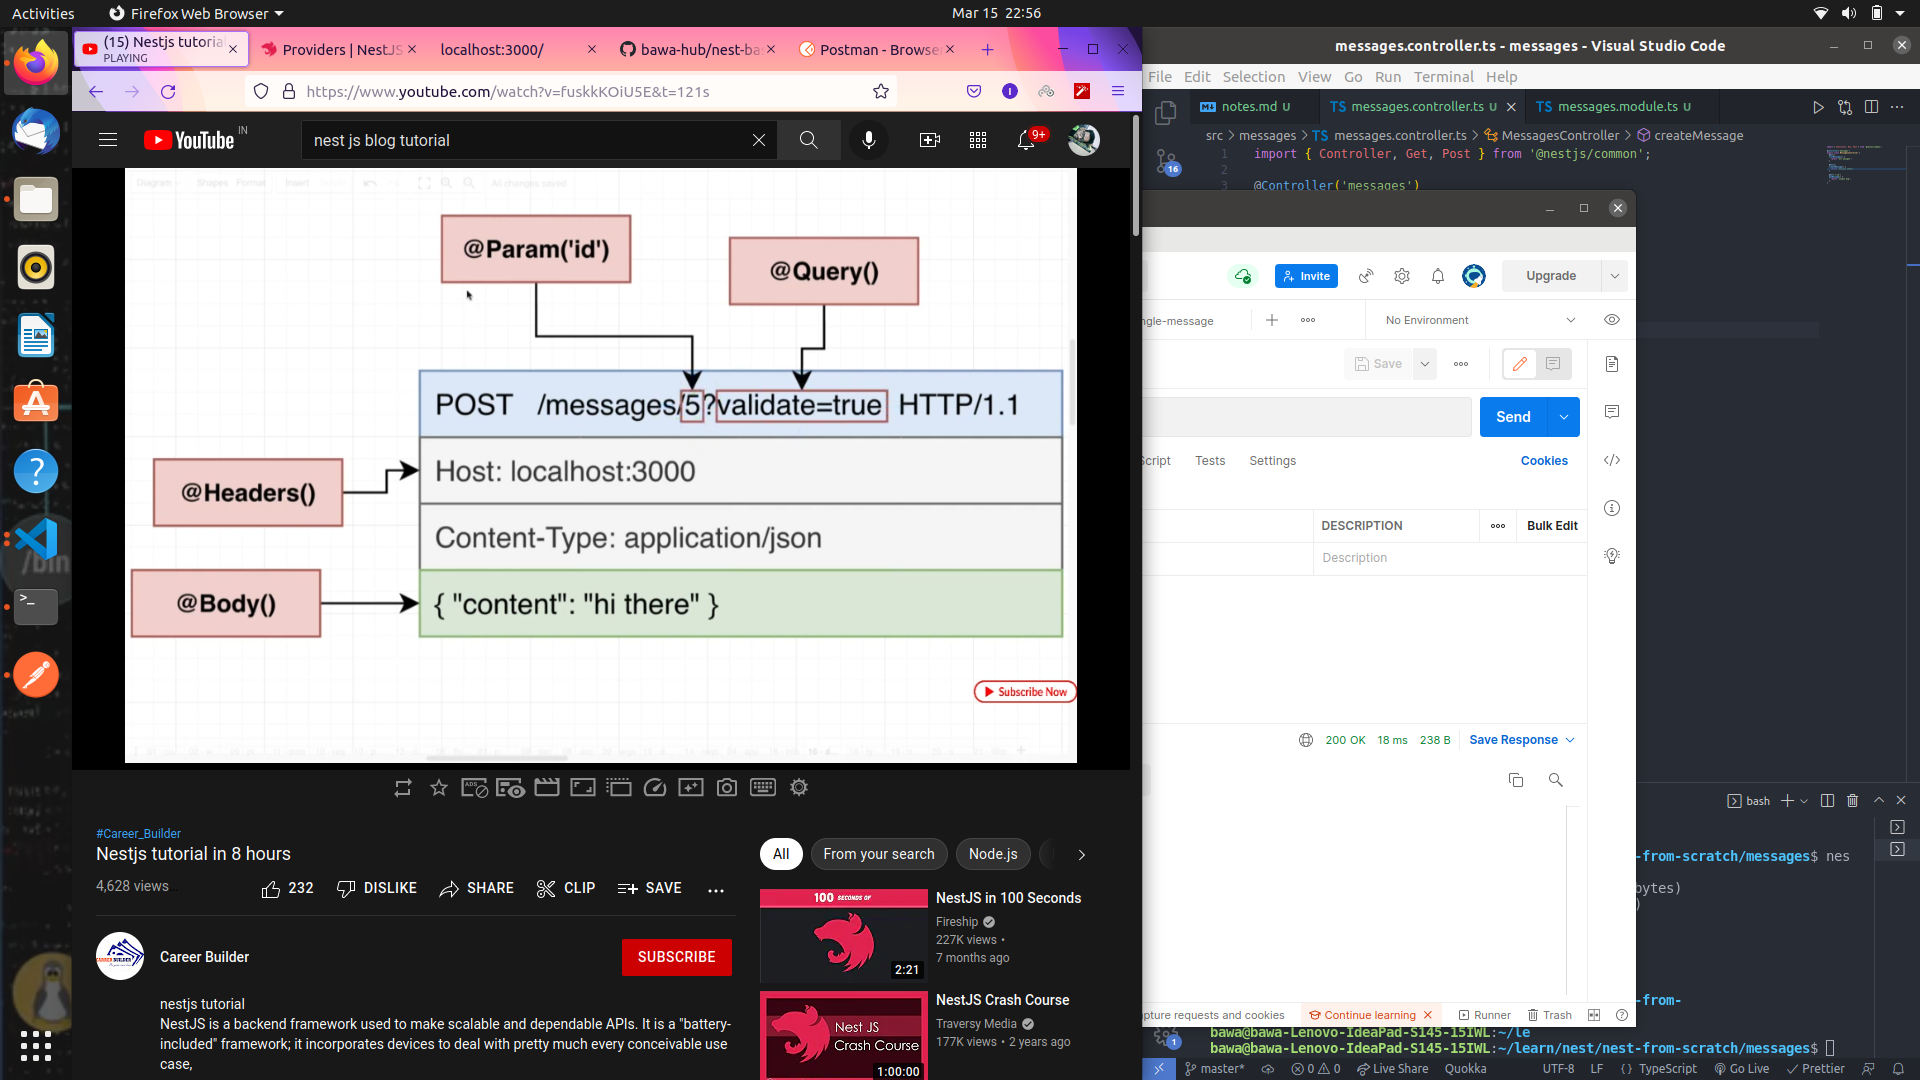 Activities
Firefox Web Browser
Mar 15 22:56
(15) Nestjs tutoria
PLAYING
Providers | NestJS
localhost:3000/
bawa-hub/nest-ba
Postman - Browse
https://www.youtube.com/watch?v=fuskkKOiU5E&t=121s
YouTube IN
nest js blog tutorial
9+
Diagram
Shapes Format
Insert
All changes saved
@Param('id')
@Query()
POST /messages/5?validate=true HTTP/1.1
@Headers()
Host: localhost:3000
Content-Type: application/json
@Body()
{ "content": "hi there" }
Subscribe Now
#Career_Builder
Nestjs tutorial in 8 hours
4,628 views
232
DISLIKE
SHARE
CLIP
SAVE
Career Builder
SUBSCRIBE
nestjs tutorial
NestJS is a backend framework used to make scalable and dependable APIs. It is a "battery-
included" framework; it incorporates devices to deal with pretty much every conceivable use
case,
All
From your search
Node.js
100 SECONDS OF
2:21
NestJS in 100 Seconds
Fireship
227K views •
7 months ago
Nest JS
Crash Course
1:00:00
NestJS Crash Course
Traversy Media
177K views • 2 years ago
messages.controller.ts - messages - Visual Studio Code
File Edit Selection View Go Run Terminal Help
notes.md U
TS messages.controller.ts U
TS messages.module.ts U
src > messages > TS messages.controller.ts > MessagesController > createMessage
16
1 import { Controller, Get, Post } from '@nestjs/common';
2
3 @Controller('messages')
Invite
Upgrade
ngle-message
No Environment
Save
Send
Script
Tests
Settings
Cookies
DESCRIPTION
Bulk Edit
Description
200 OK 18 ms 238 B
Save Response
pture requests and cookies
Continue learning
Runner
Trash
bash
-from-scratch/messages$ nes
bytes)
)
-from-
bawa@bawa-Lenovo-IdeaPad-S145-15IWL:~/le
bawa@bawa-Lenovo-IdeaPad-S145-15IWL:~/learn/nest/nest-from-scratch/messages$
1
master*
0 0
Live Share
Quokka
UTF-8
LF
{ } TypeScript
Go Live
Prettier
/bin